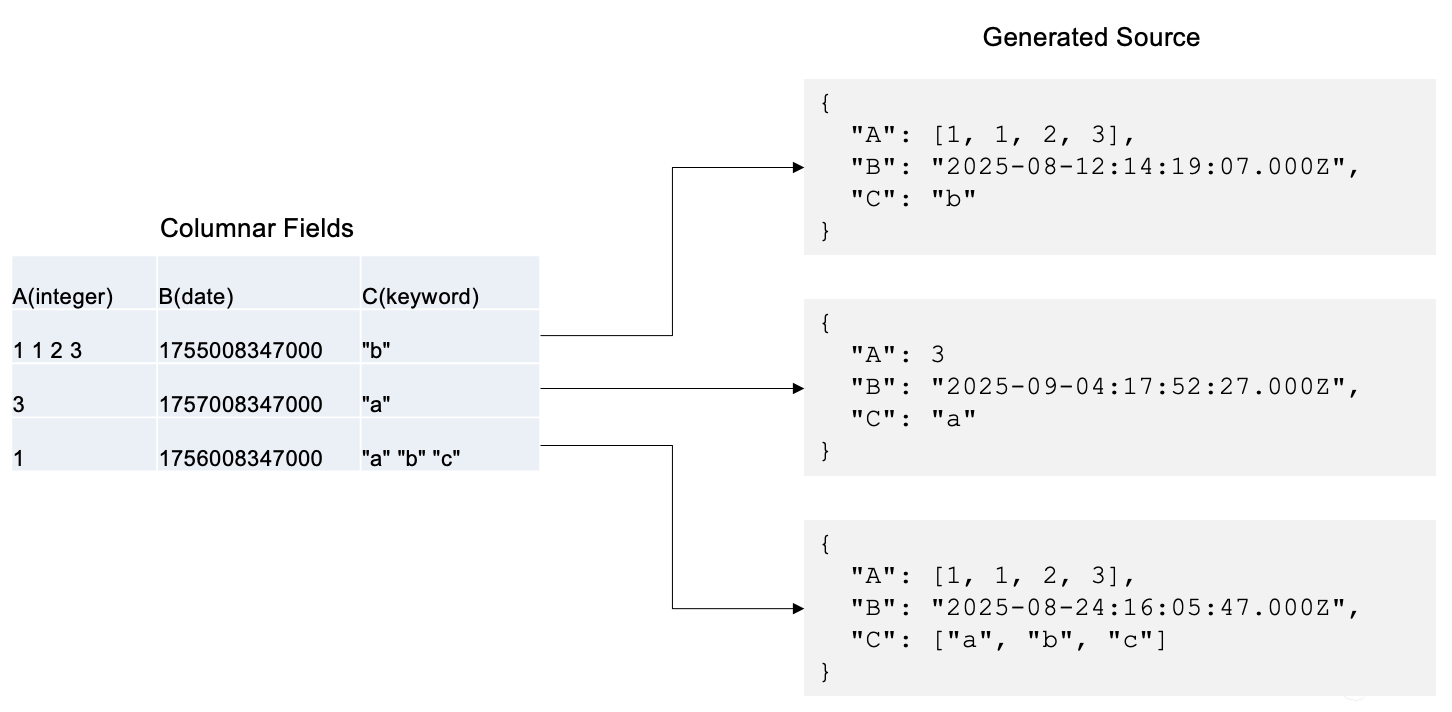 Generated Source
{
"A": [1, 1, 2, 3],
"B": "2025-08-12:14:19:07.000Z",
"C": "b"
}
Columnar Fields
A(integer) B(date) C(keyword)
1 1 2 3 1755008347000 "b"
3 1757008347000 "a"
1 1756008347000 "a" "b" "c"
{
"A": 3
"B": "2025-09-04:17:52:27.000Z",
"C": "a"
}
{
"A": [1, 1, 2, 3],
"B": "2025-08-24:16:05:47.000Z",
"C": ["a", "b", "c"]
}